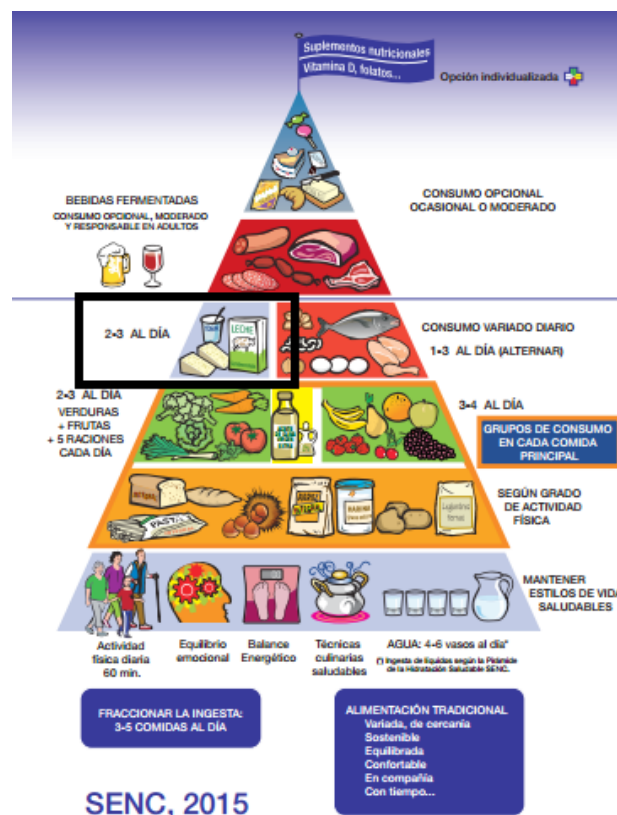 Suplementos nutricionales
Vitamina D, folatos...
Opción individualizada
BEBIDAS FERMENTADAS
CONSUMO OPCIONAL, MODERADO
Y RESPONSABLE EN ADULTOS
CONSUMO OPCIONAL
OCASIONAL O MODERADO
2•3 AL DÍA
LECHE
CONSUMO VARIADO DIARIO
1•3 AL DÍA (ALTERNAR)
2•3 AL DÍA
VERDURAS
+ FRUTAS
+ 5 RACIONES
CADA DÍA
3•4 AL DÍA
GRUPOS DE CONSUMO
EN CADA COMIDA
PRINCIPAL
PASTA
HARINA
SEGÚN GRADO
DE ACTIVIDAD
FÍSICA
MANTENER
ESTILOS DE VIDA
SALUDABLES
Actividad
física diaria
60 min.
Equilibrio
emocional
Balance
Energético
Técnicas
culinarias
saludables
AGUA: 4•6 vasos al día*
(*) Ingesta de líquidos según la Pirámide
de la Hidratación Saludable SENC.
FRACCIONAR LA INGESTA:
3•5 COMIDAS AL DÍA
ALIMENTACIÓN TRADICIONAL
Variada, de cercanía
Sostenible
Equilibrada
Confortable
En compañía
Con tiempo...
SENC, 2015